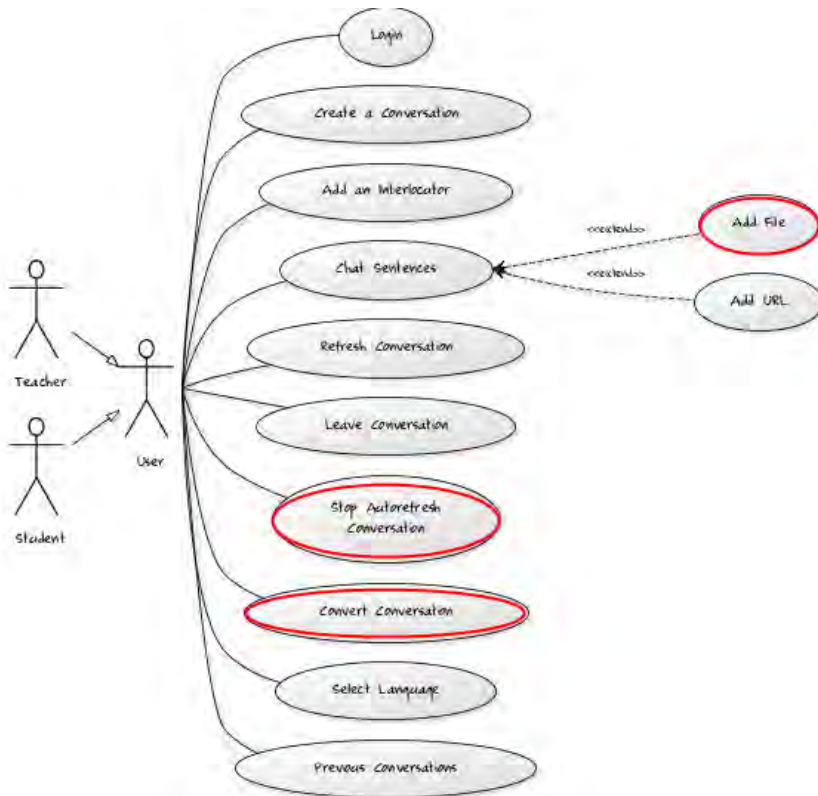 Login
Create a Conversation
Add an Interlocutor
Chat Sentences
<<extend>>
Add File
<<extend>>
Add URL
Refresh Conversation
Leave Conversation
Teacher
User
Student
Stop Autorefresh
Conversation
Convert Conversation
Select Language
Prevous Conversations